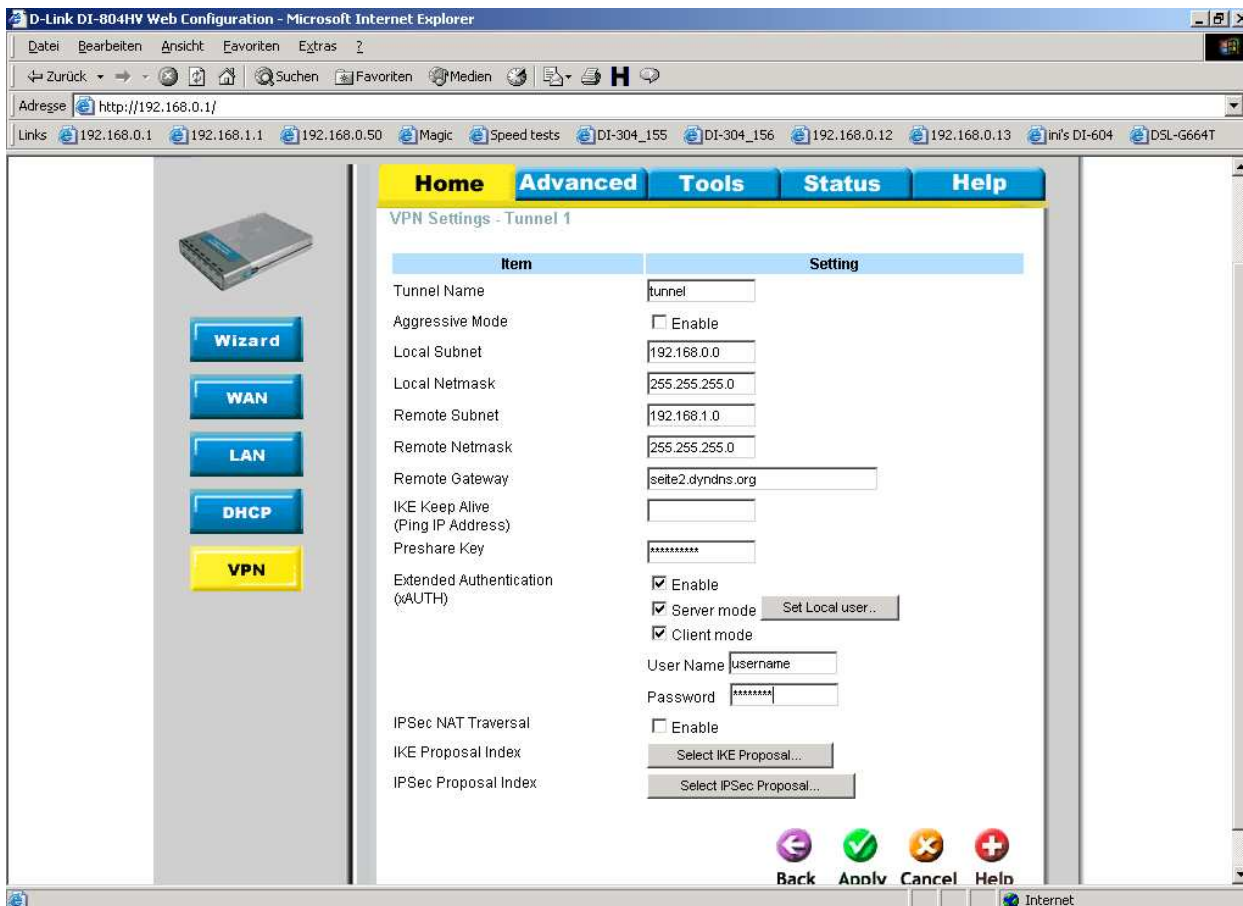 D-Link DI-804HV Web Configuration - Microsoft Internet Explorer
Datei Bearbeiten Ansicht Favoriten Extras ?
Zurück Suchen Favoriten Medien H
Adresse http://192.168.0.1/
Links 192.168.0.1 192.168.1.1 192.168.0.50 Magic Speed tests DI-304_155 DI-304_156 192.168.0.12 192.168.0.13 ini's DI-604 DSL-G664T
Home Advanced Tools Status Help
VPN Settings - Tunnel 1
Item Setting
Tunnel Name tunnel
Aggressive Mode Enable
Local Subnet 192.168.0.0
Local Netmask 255.255.255.0
Remote Subnet 192.168.1.0
Remote Netmask 255.255.255.0
Remote Gateway seite2.dyndns.org
IKE Keep Alive
(Ping IP Address)
Preshare Key **********
Extended Authentication
(xAUTH)
Enable
Server mode Set Local user..
Client mode
User Name username
Password ********
IPSec NAT Traversal Enable
IKE Proposal Index Select IKE Proposal...
IPSec Proposal Index Select IPSec Proposal...
Back Apply Cancel Help
Wizard
WAN
LAN
DHCP
VPN
Internet